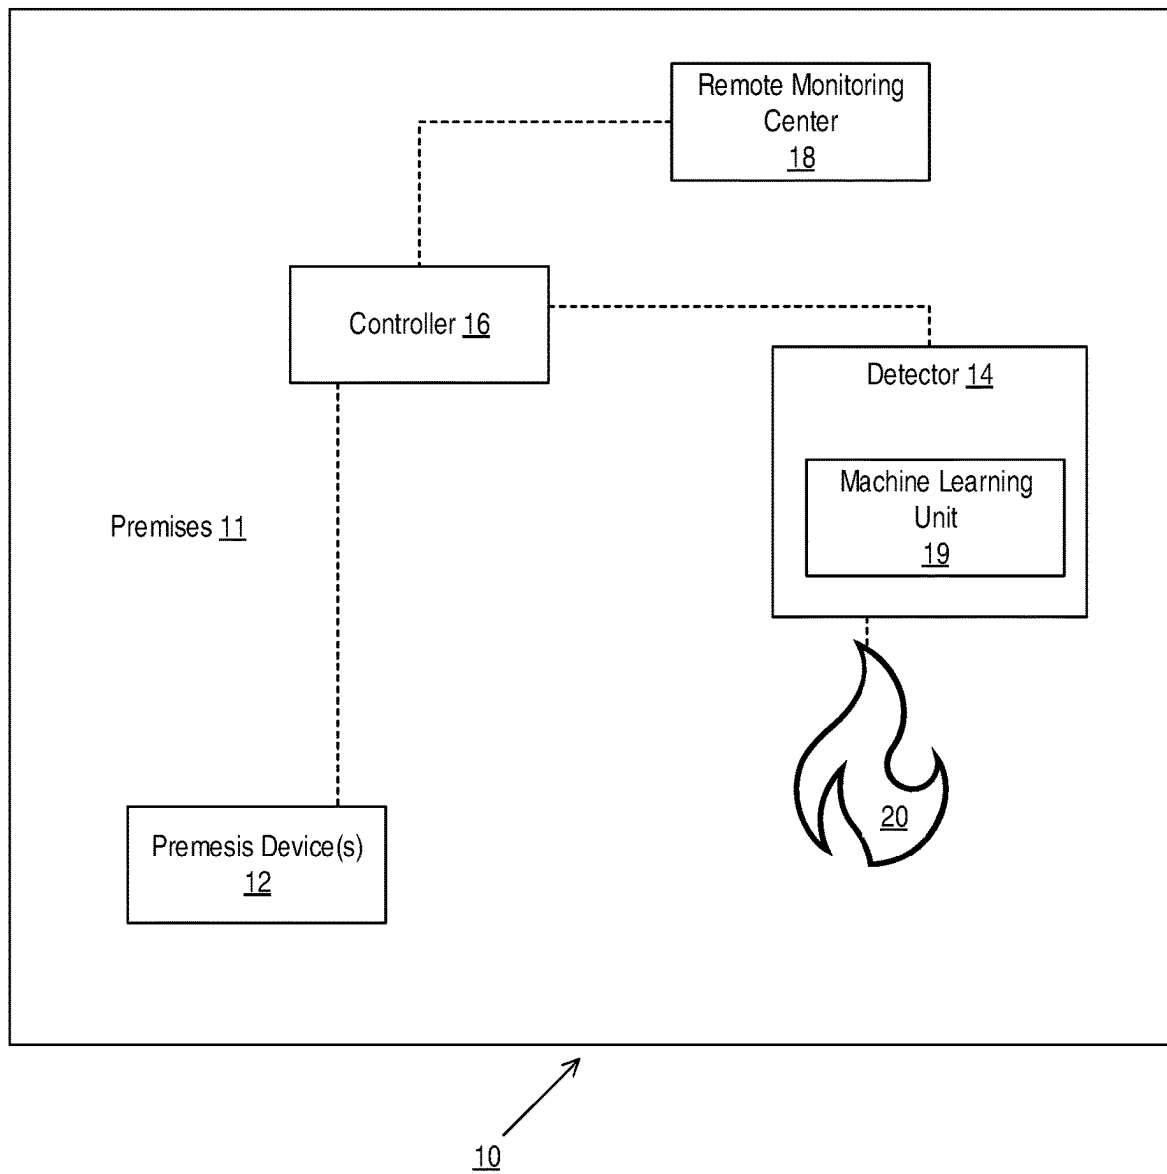 Remote Monitoring
Center
18
Controller 16
Detector 14
Machine Learning
Unit
19
Premises 11
20
Premesis Device(s)
12
10